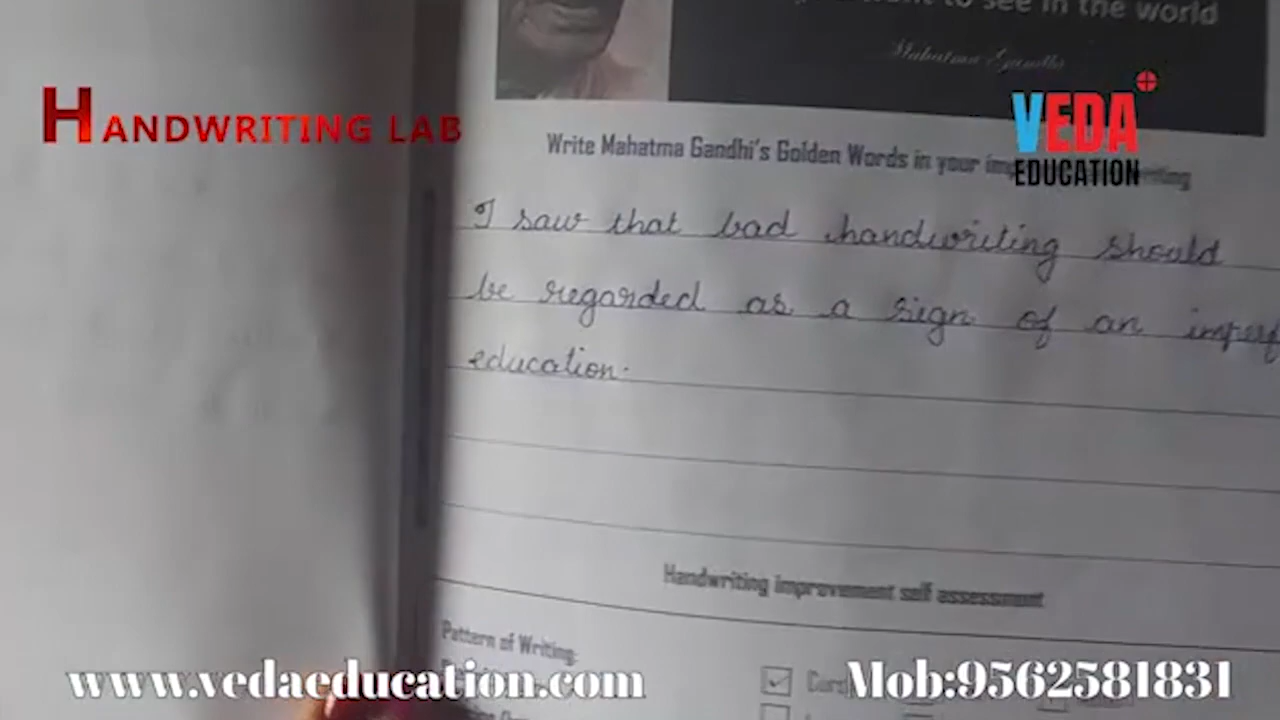 to see in the world
Mahatma Gandhi
HANDWRITING LAB
VEDA
EDUCATION
Write Mahatma Gandhi's Golden Words in your
I saw that bad handwriting should
be regarded as a sign of an
education.
Handwriting improvement self assessment
Pattern of Writing:
www.vedaeducation.com
Mob:9562581831